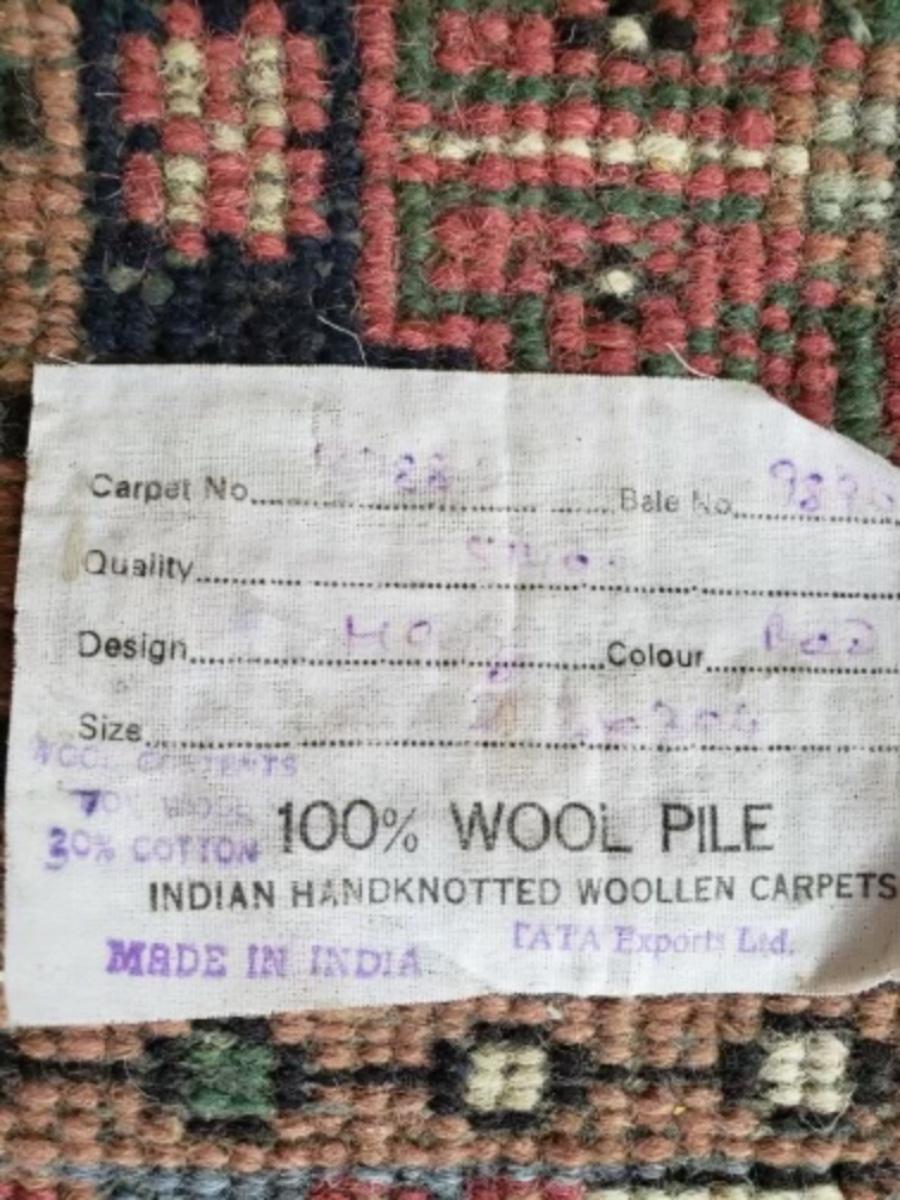 Carpet No. Bale No.
Quality
Design Colour
Size
WOOL CONTENTS
70% WOOL
30% COTTON
100% WOOL PILE
INDIAN HANDKNOTTED WOOLLEN CARPETS
MADE IN INDIA TATA Exports Ltd.